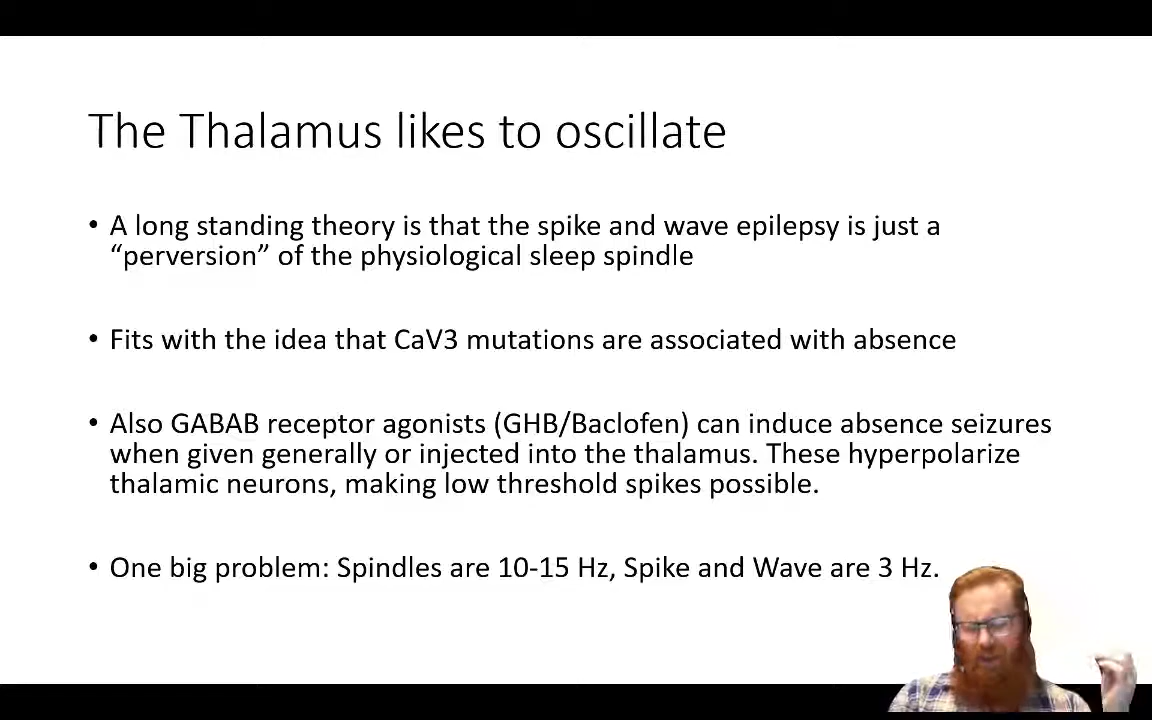 The Thalamus likes to oscillate
• A long standing theory is that the spike and wave epilepsy is just a
“perversion” of the physiological sleep spindle
• Fits with the idea that CaV3 mutations are associated with absence
• Also GABAB receptor agonists (GHB/Baclofen) can induce absence seizures
when given generally or injected into the thalamus. These hyperpolarize
thalamic neurons, making low threshold spikes possible.
• One big problem: Spindles are 10-15 Hz, Spike and Wave are 3 Hz.